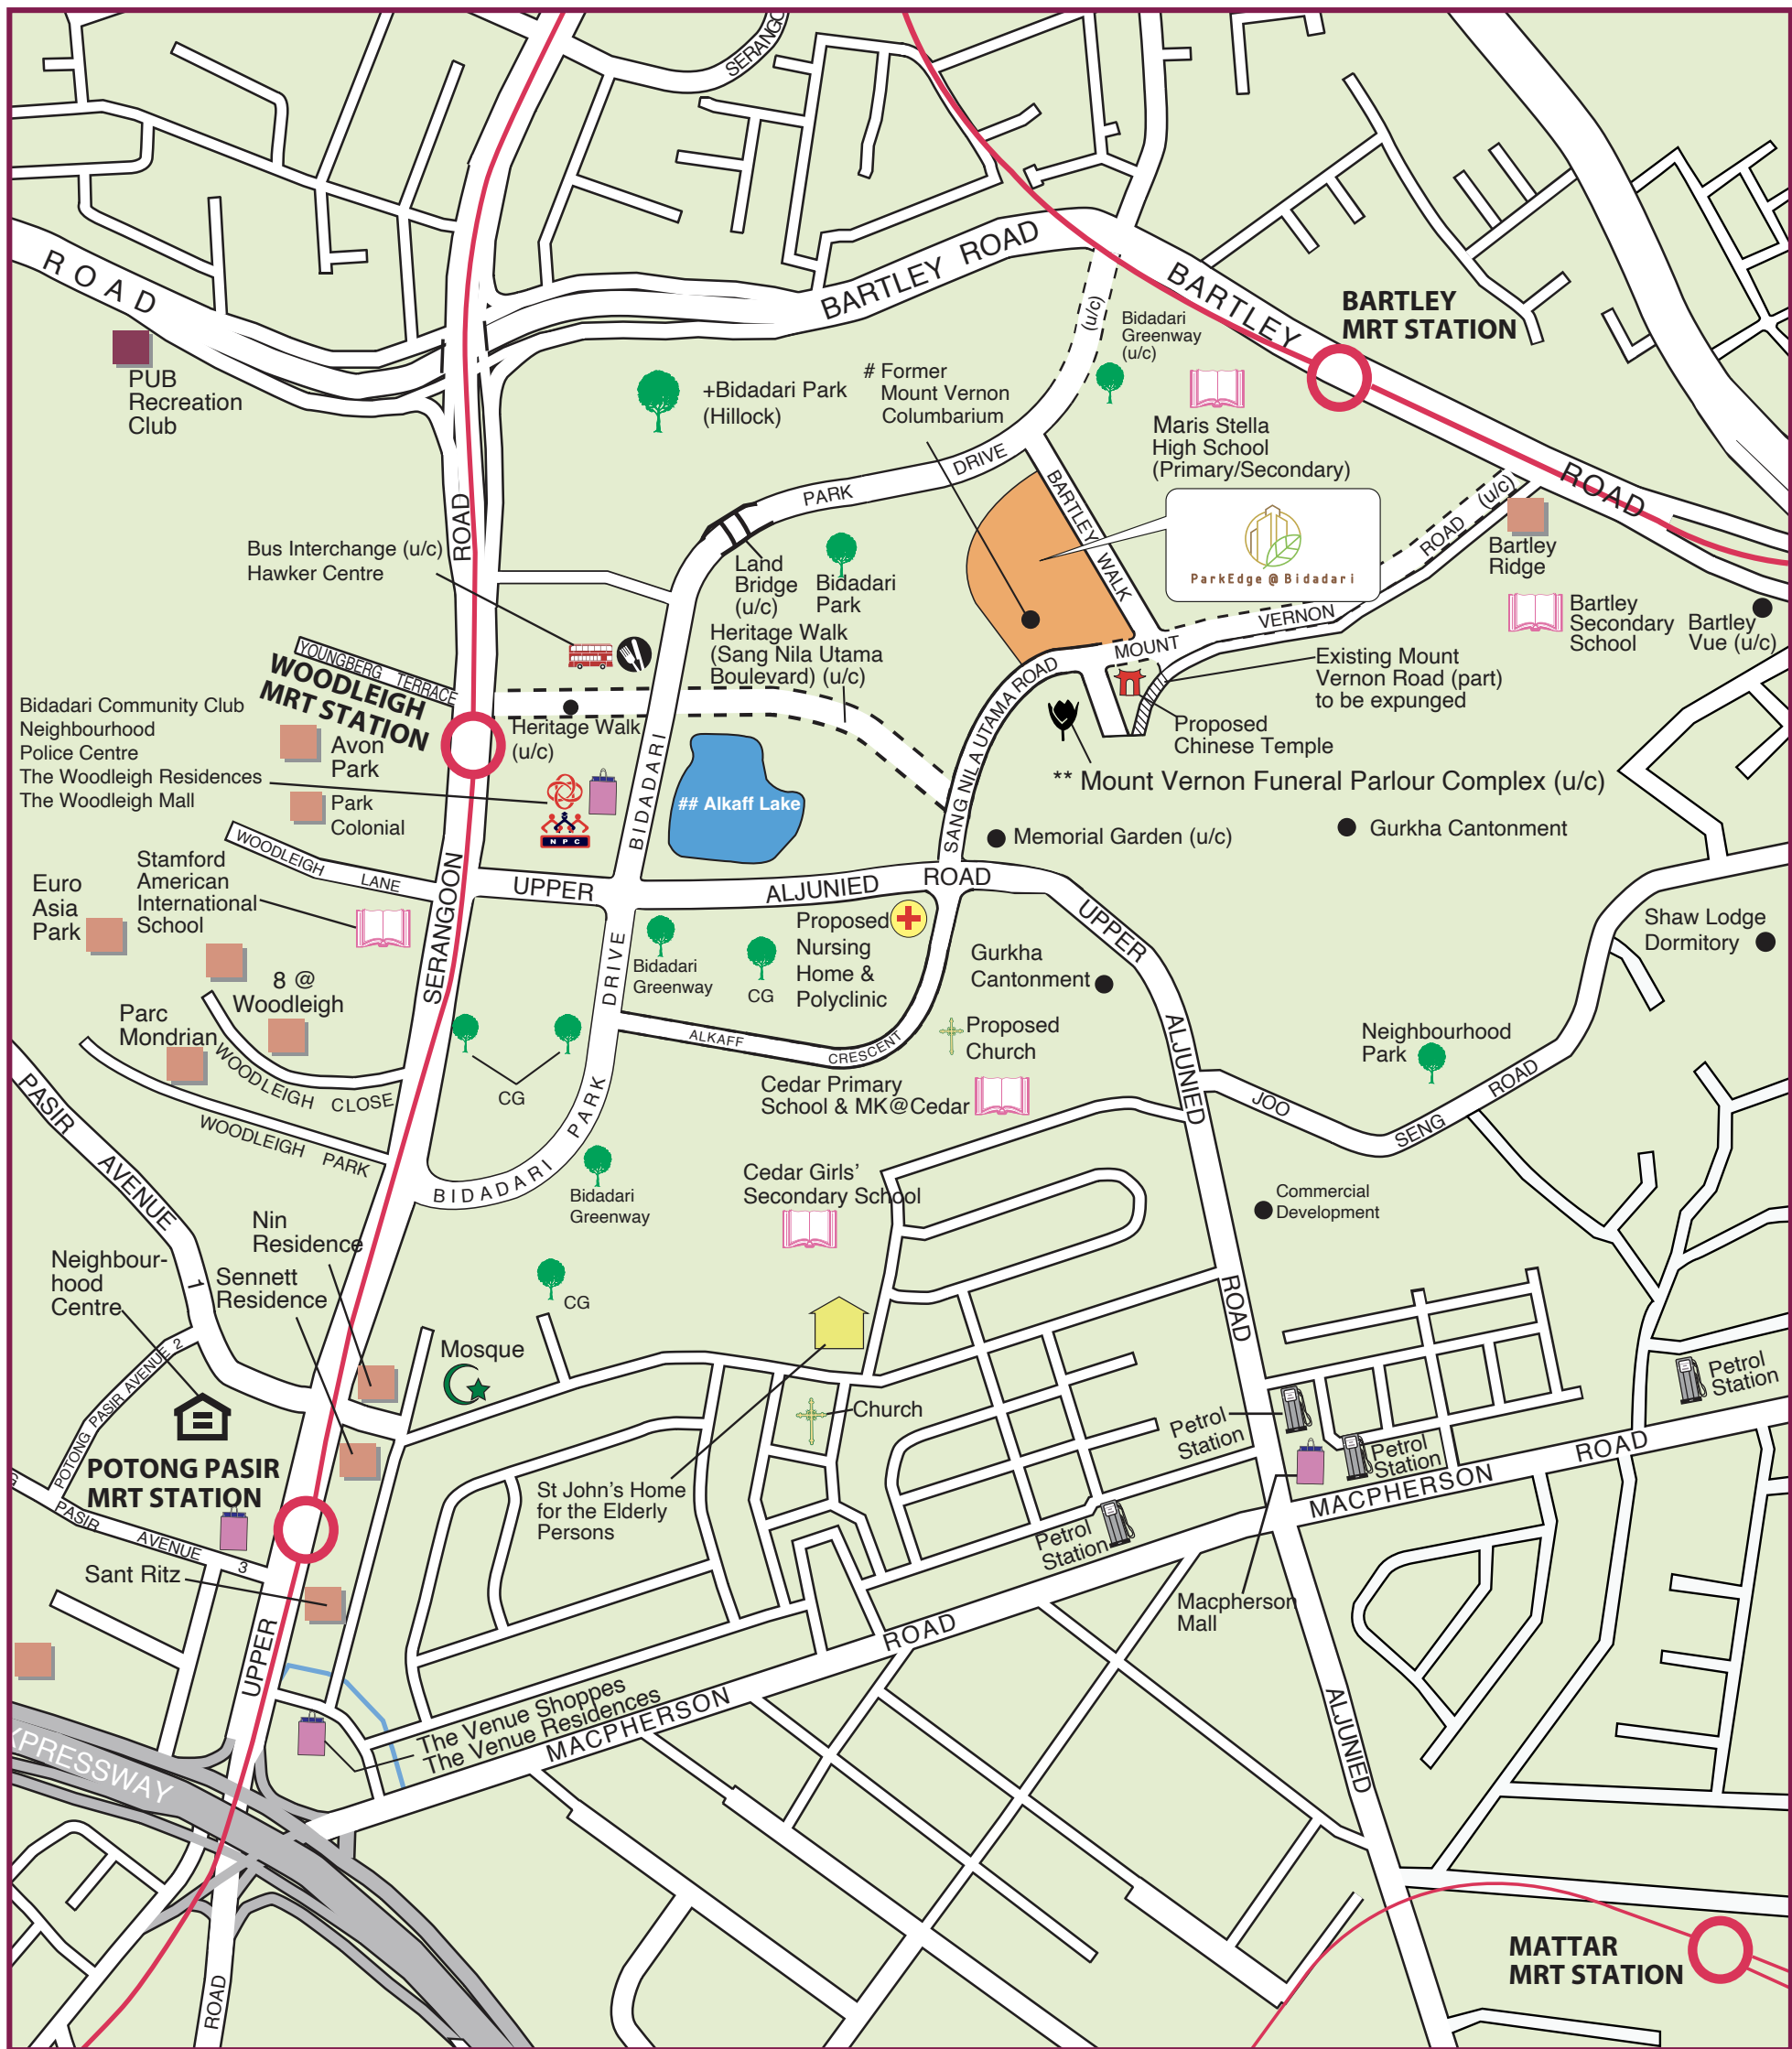 SERANGO
ROAD
BARTLEY ROAD
BARTLEY
ROAD
BARTLEY
MRT STATION
(u/c)
Bidadari
Greenway
(u/c)
PUB
Recreation
Club
+Bidadari Park
(Hillock)
# Former
Mount Vernon
Columbarium
Maris Stella
High School
(Primary/Secondary)
PARK
DRIVE
BARTLEY WALK
ParkEdge @ Bidadari
ROAD
(u/c)
Bartley
Ridge
ROAD
Bus Interchange (u/c)
Hawker Centre
Land
Bridge
(u/c)
Bidadari
Park
VERNON
MOUNT
Bartley
Secondary
School
Bartley
Vue (u/c)
Heritage Walk
(Sang Nila Utama
Boulevard) (u/c)
YOUNGBERG TERRACE
WOODLEIGH
MRT STATION
Existing Mount
Vernon Road (part)
to be expunged
Bidadari Community Club
Neighbourhood
Police Centre
The Woodleigh Residences
The Woodleigh Mall
Avon
Park
Park
Colonial
Heritage Walk
(u/c)
NPC
BIDADARI
## Alkaff Lake
SANG NILA UTAMA ROAD
Proposed
Chinese Temple
** Mount Vernon Funeral Parlour Complex (u/c)
Memorial Garden (u/c)
Gurkha Cantonment
WOODLEIGH LANE
Stamford
American
International
School
Euro
Asia
Park
SERANGOON
UPPER
ALJUNIED
ROAD
UPPER
Proposed
Nursing
Home &
Polyclinic
Shaw Lodge
Dormitory
8 @
Woodleigh
DRIVE
Bidadari
Greenway
CG
Gurkha
Cantonment
Parc
Mondrian
WOODLEIGH CLOSE
WOODLEIGH PARK
CG
ALKAFF
CRESCENT
Proposed
Church
ALJUNIED
Neighbourhood
Park
Cedar Primary
School & MK@Cedar
JOO
SENG
ROAD
PASIR
AVENUE
1
PARK
BIDADARI
Bidadari
Greenway
Cedar Girls'
Secondary School
Commercial
Development
Nin
Residence
Neighbour-
hood
Centre
Sennett
Residence
CG
ROAD
POTONG PASIR AVENUE 2
Mosque
Church
Petrol
Station
Petrol
Station
Petrol
Station
POTONG PASIR
MRT STATION
St John's Home
for the Elderly
Persons
MACPHERSON
ROAD
PASIR
AVENUE
3
Petrol
Station
Sant Ritz
Macpherson
Mall
UPPER
ROAD
The Venue Shoppes
The Venue Residences
MACPHERSON
ALJUNIED
XPRESSWAY
MATTAR
MRT STATION
ROAD